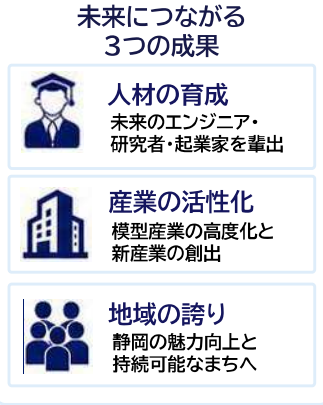 未来につながる
3つの成果
人材の育成
未来のエンジニア・
研究者・起業家を輩出
産業の活性化
模型産業の高度化と
新産業の創出
地域の誇り
静岡の魅力向上と
持続可能なまちへ